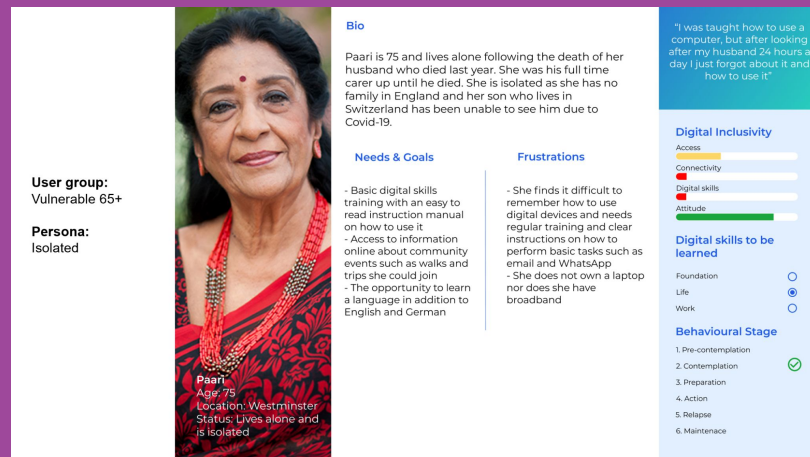 User group:
Vulnerable 65+
Persona:
Isolated
Paari
Age: 75
Location: Westminster
Status: Lives alone and
is isolated
Bio
Paari is 75 and lives alone following the death of her
husband who died last year. She was his full time
carer up until he died. She is isolated as she has no
family in England and her son who lives in
Switzerland has been unable to see him due to
Covid-19.
Needs & Goals
- Basic digital skills
training with an easy to
read instruction manual
on how to use it
- Access to information
online about community
events such as walks and
trips she could join
- The opportunity to learn
a language in addition to
English and German
Frustrations
- She finds it difficult to
remember how to use
digital devices and needs
regular training and clear
instructions on how to
perform basic tasks such as
email and WhatsApp
- She does not own a laptop
nor does she have
broadband
“I was taught how to use a
computer, but after looking
after my husband 24 hours a
day I just forgot about it and
how to use it”
Digital Inclusivity
Access
Connectivity
Digital skills
Attitude
Digital skills to be
learned
Foundation
Life
Work
Behavioural Stage
1. Pre-contemplation
2. Contemplation
3. Preparation
4. Action
5. Relapse
6. Maintenace